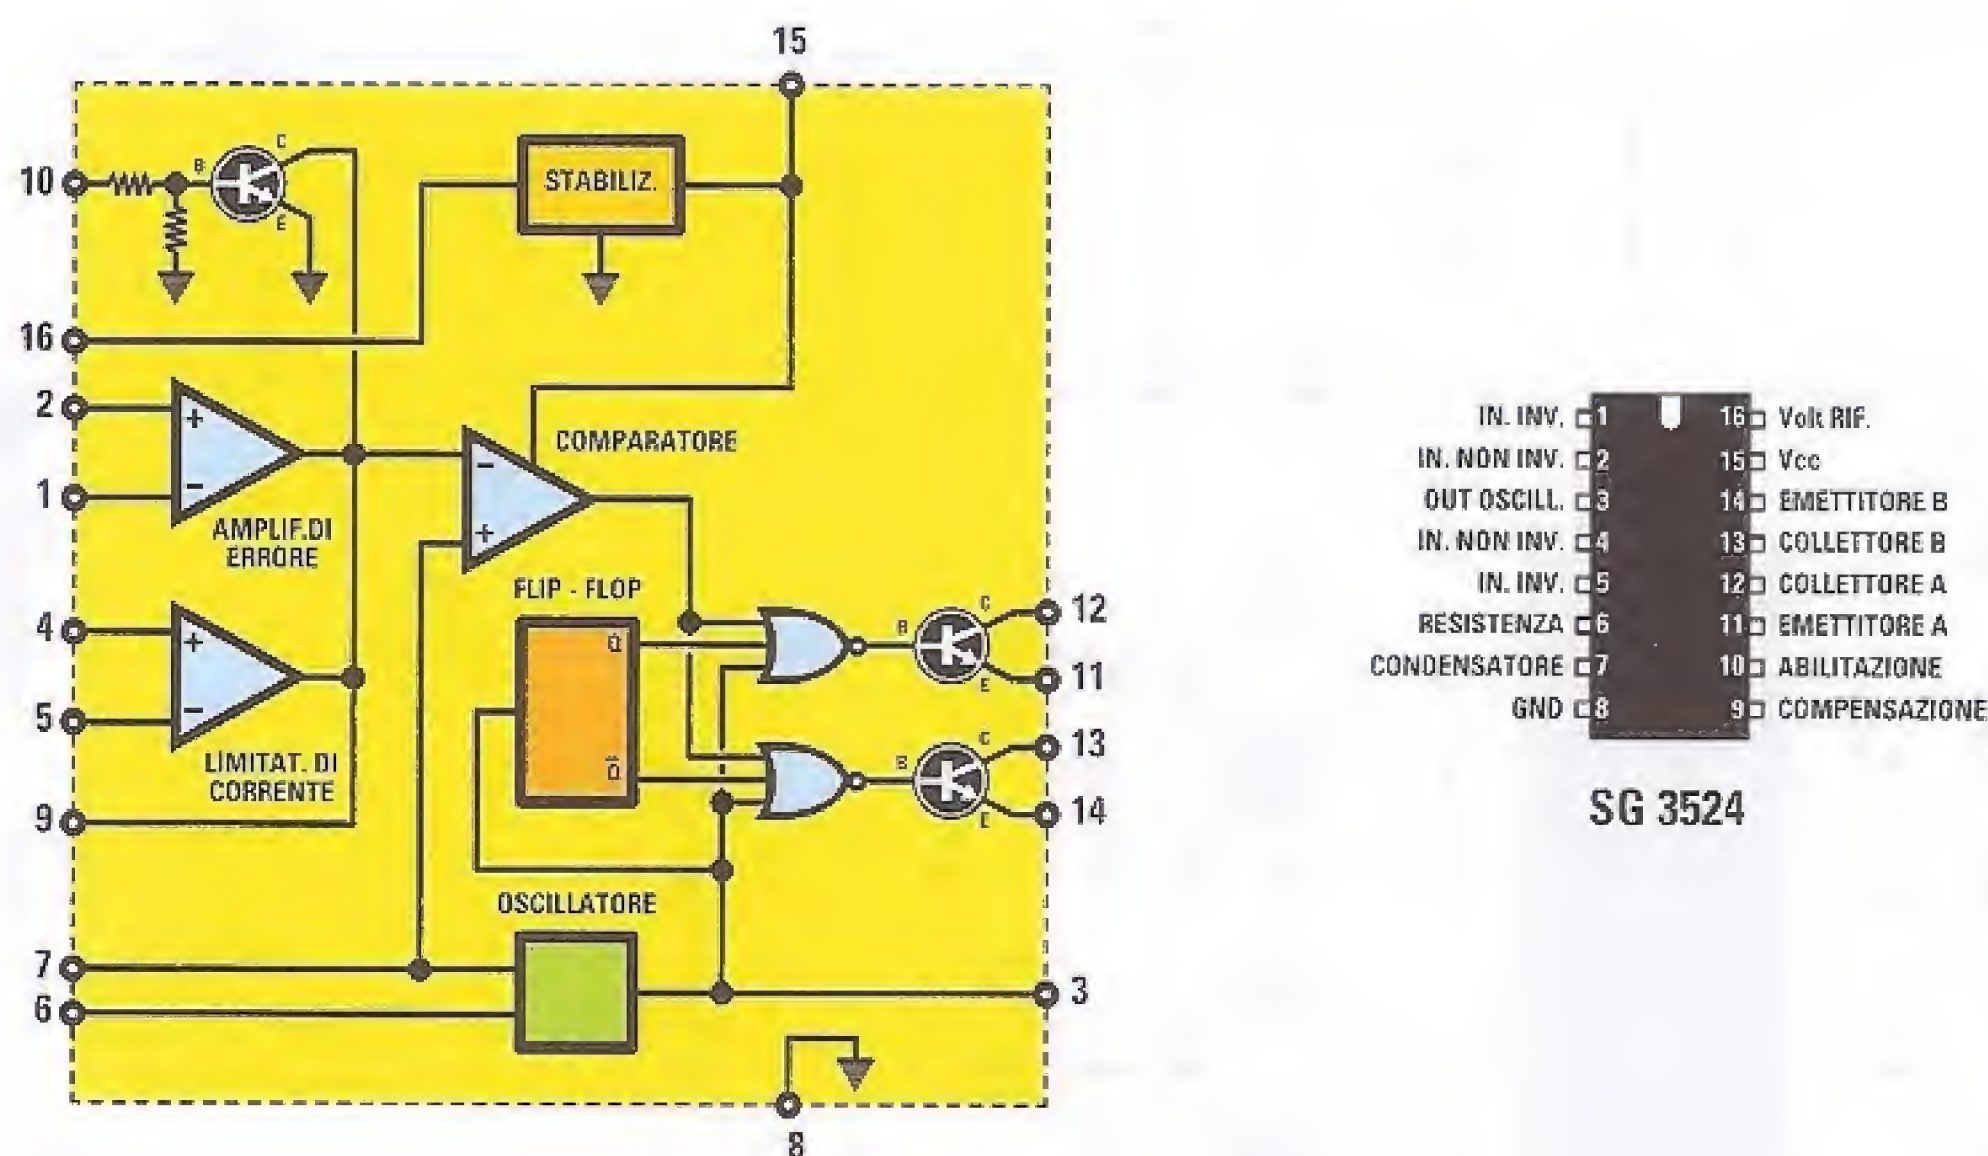 15
10
B
C
E
STABILIZ.
16
2
+
−
1
AMPLIF. DI
ERRORE
COMPARATORE
−
+
4
+
−
5
LIMITAT. DI
CORRENTE
9
FLIP - FLOP
Q
Q̅
B
C
E
12
11
B
C
E
13
14
OSCILLATORE
7
6
3
8
IN. INV. 1
IN. NON INV. 2
OUT OSCILL. 3
IN. NON INV. 4
IN. INV. 5
RESISTENZA 6
CONDENSATORE 7
GND 8
16 Volt RIF.
15 Vcc
14 EMETTITORE B
13 COLLETTORE B
12 COLLETTORE A
11 EMETTITORE A
10 ABILITAZIONE
9 COMPENSAZIONE
SG 3524